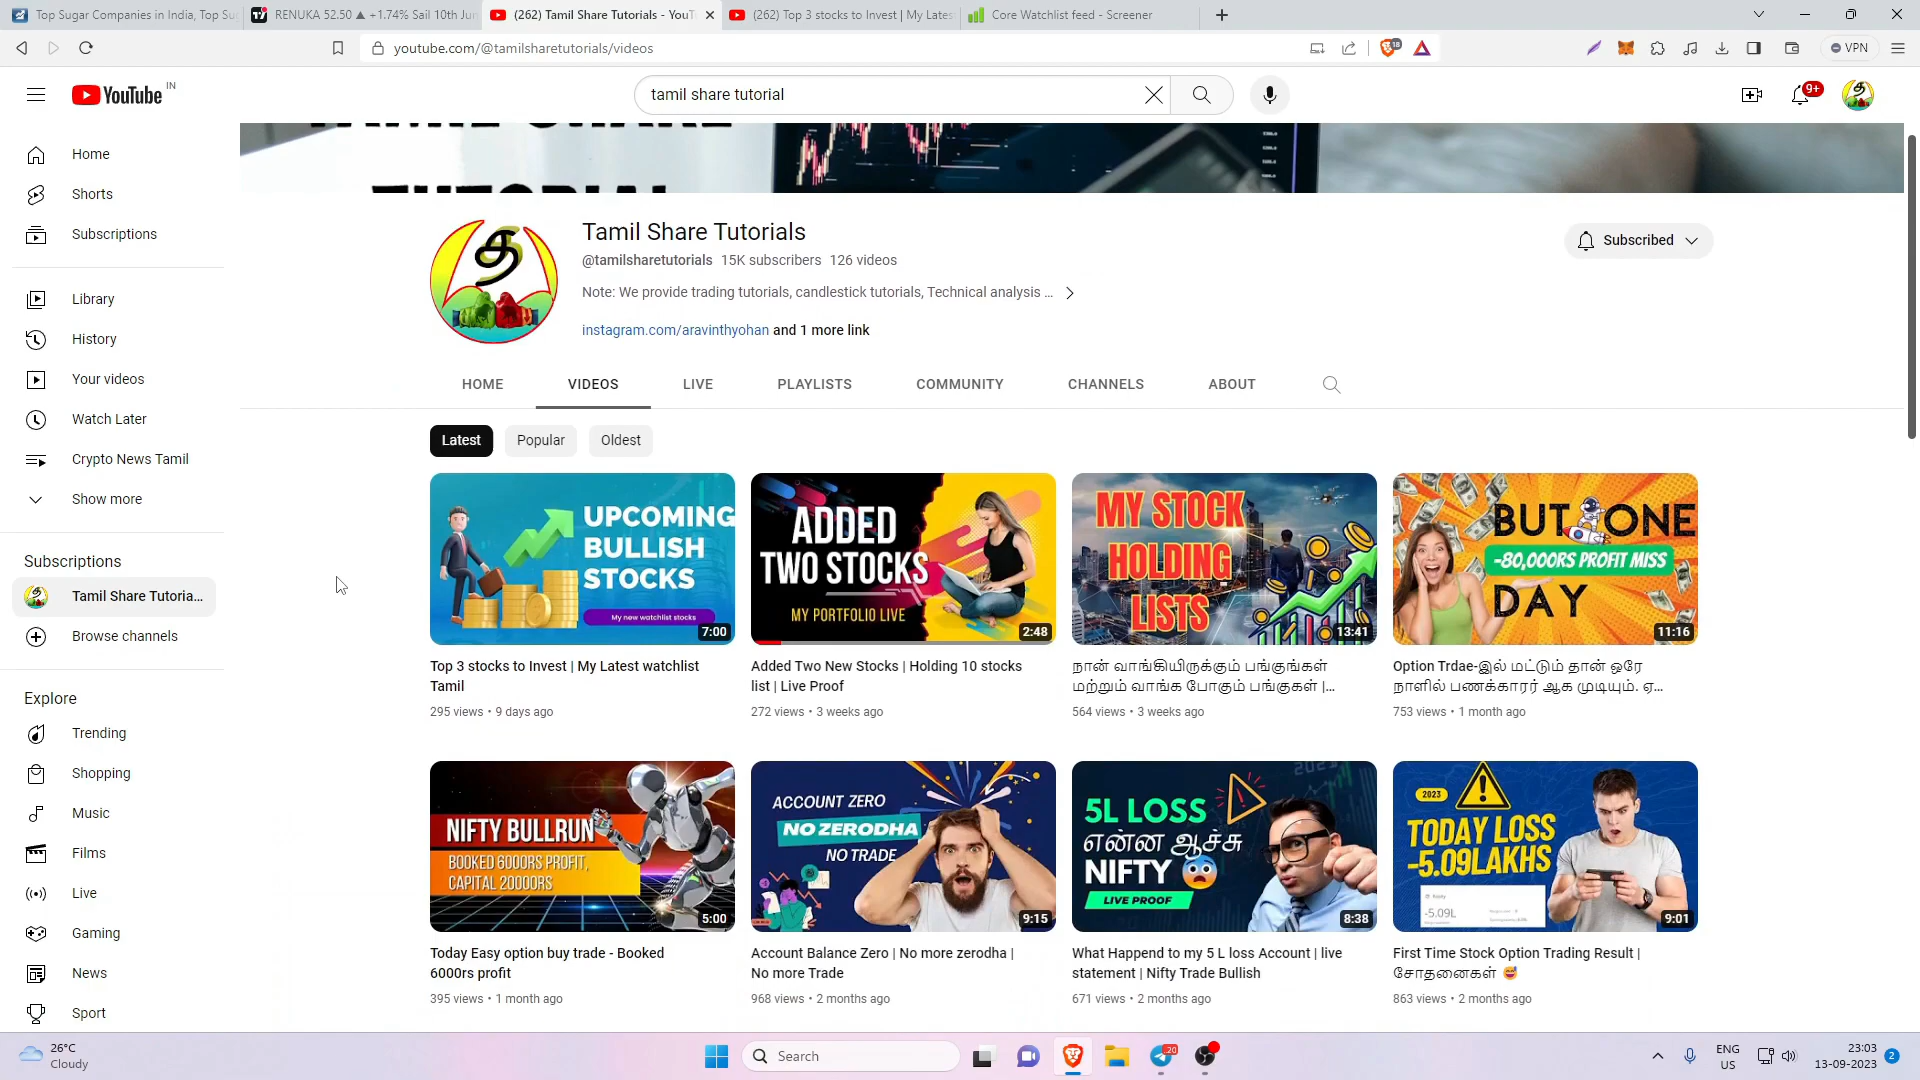 Top Sugar Companies in India, Top Su
RENUKA 52.50 ▲ +1.74% Sail 10th Jun
(262) Tamil Share Tutorials - YouT
(262) Top 3 stocks to Invest | My Lates
Core Watchlist feed - Screener
youtube.com/@tamilsharetutorials/videos
18
VPN
YouTube IN
tamil share tutorial
9+
Home
Shorts
Subscriptions
Library
History
Your videos
Watch Later
Crypto News Tamil
Show more
Subscriptions
Tamil Share Tutoria...
Browse channels
Explore
Trending
Shopping
Music
Films
Live
Gaming
News
Sport
த
Tamil Share Tutorials
@tamilsharetutorials 15K subscribers 126 videos
Note: We provide trading tutorials, candlestick tutorials, Technical analysis ...
instagram.com/aravinthyohan and 1 more link
Subscribed
HOME VIDEOS LIVE PLAYLISTS COMMUNITY CHANNELS ABOUT
Latest Popular Oldest
UPCOMING
BULLISH
STOCKS
My new watchlist stocks
7:00
Top 3 stocks to Invest | My Latest watchlist
Tamil
295 views • 9 days ago
ADDED
TWO STOCKS
MY PORTFOLIO LIVE
2:48
Added Two New Stocks | Holding 10 stocks
list | Live Proof
272 views • 3 weeks ago
MY STOCK
HOLDING
LISTS
13:41
நான் வாங்கியிருக்கும் பங்குங்கள்
மற்றும் வாங்க போகும் பங்குகள் |...
564 views • 3 weeks ago
BUT ONE
-80,000RS PROFIT MISS
DAY
11:16
Option Trdae-இல் மட்டும் தான் ஒரே
நாளில் பணக்காரர் ஆக முடியும். ஏ...
753 views • 1 month ago
NIFTY BULLRUN
BOOKED 6000RS PROFIT,
CAPITAL 20000RS
5:00
Today Easy option buy trade - Booked
6000rs profit
395 views • 1 month ago
ACCOUNT ZERO
NO ZERODHA
NO TRADE
9:15
Account Balance Zero | No more zerodha |
No more Trade
968 views • 2 months ago
2023
5L LOSS
என்ன ஆச்சு
NIFTY
LIVE PROOF
8:38
What Happend to my 5 L loss Account | live
statement | Nifty Trade Bullish
671 views • 2 months ago
2023
TODAY LOSS
-5.09LAKHS
-5.09L
9:01
First Time Stock Option Trading Result |
சோதனைகள் 😅
863 views • 2 months ago
26°C
Cloudy
Search
20
ENG
US
23:03
13-09-2023
2